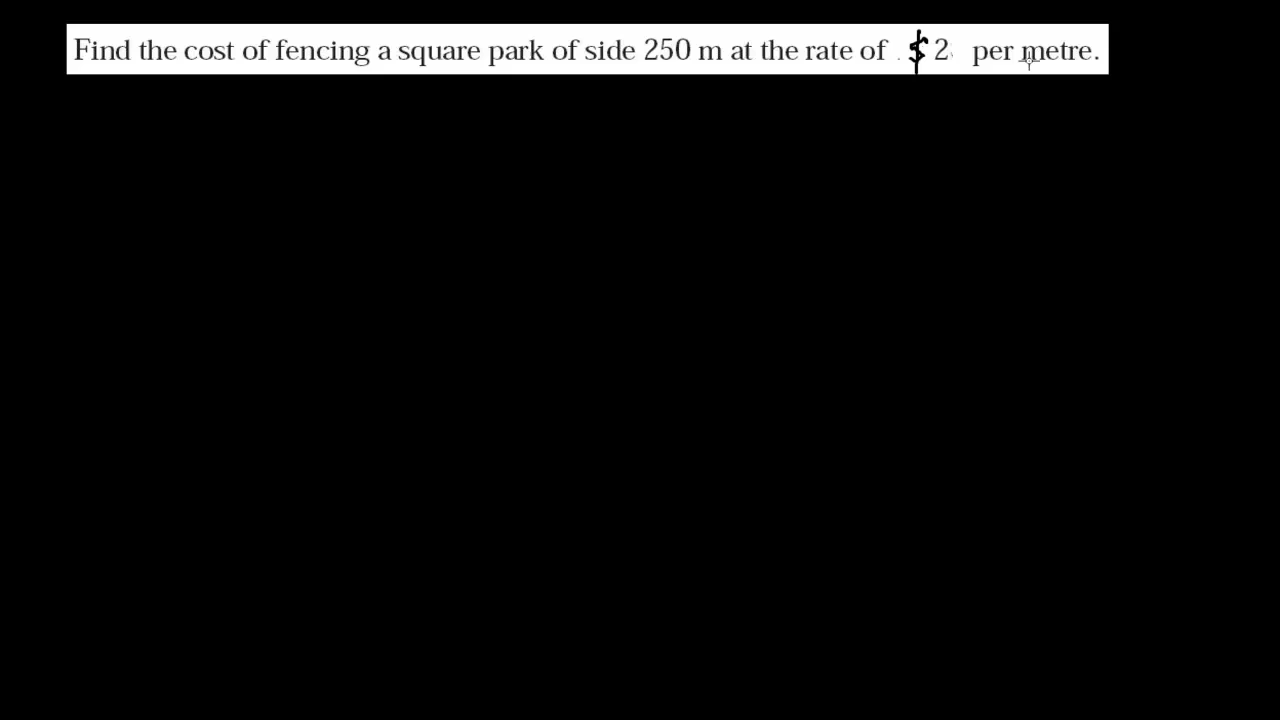 Find the cost of fencing a square park of side 250 m at the rate of $ 2 per metre.